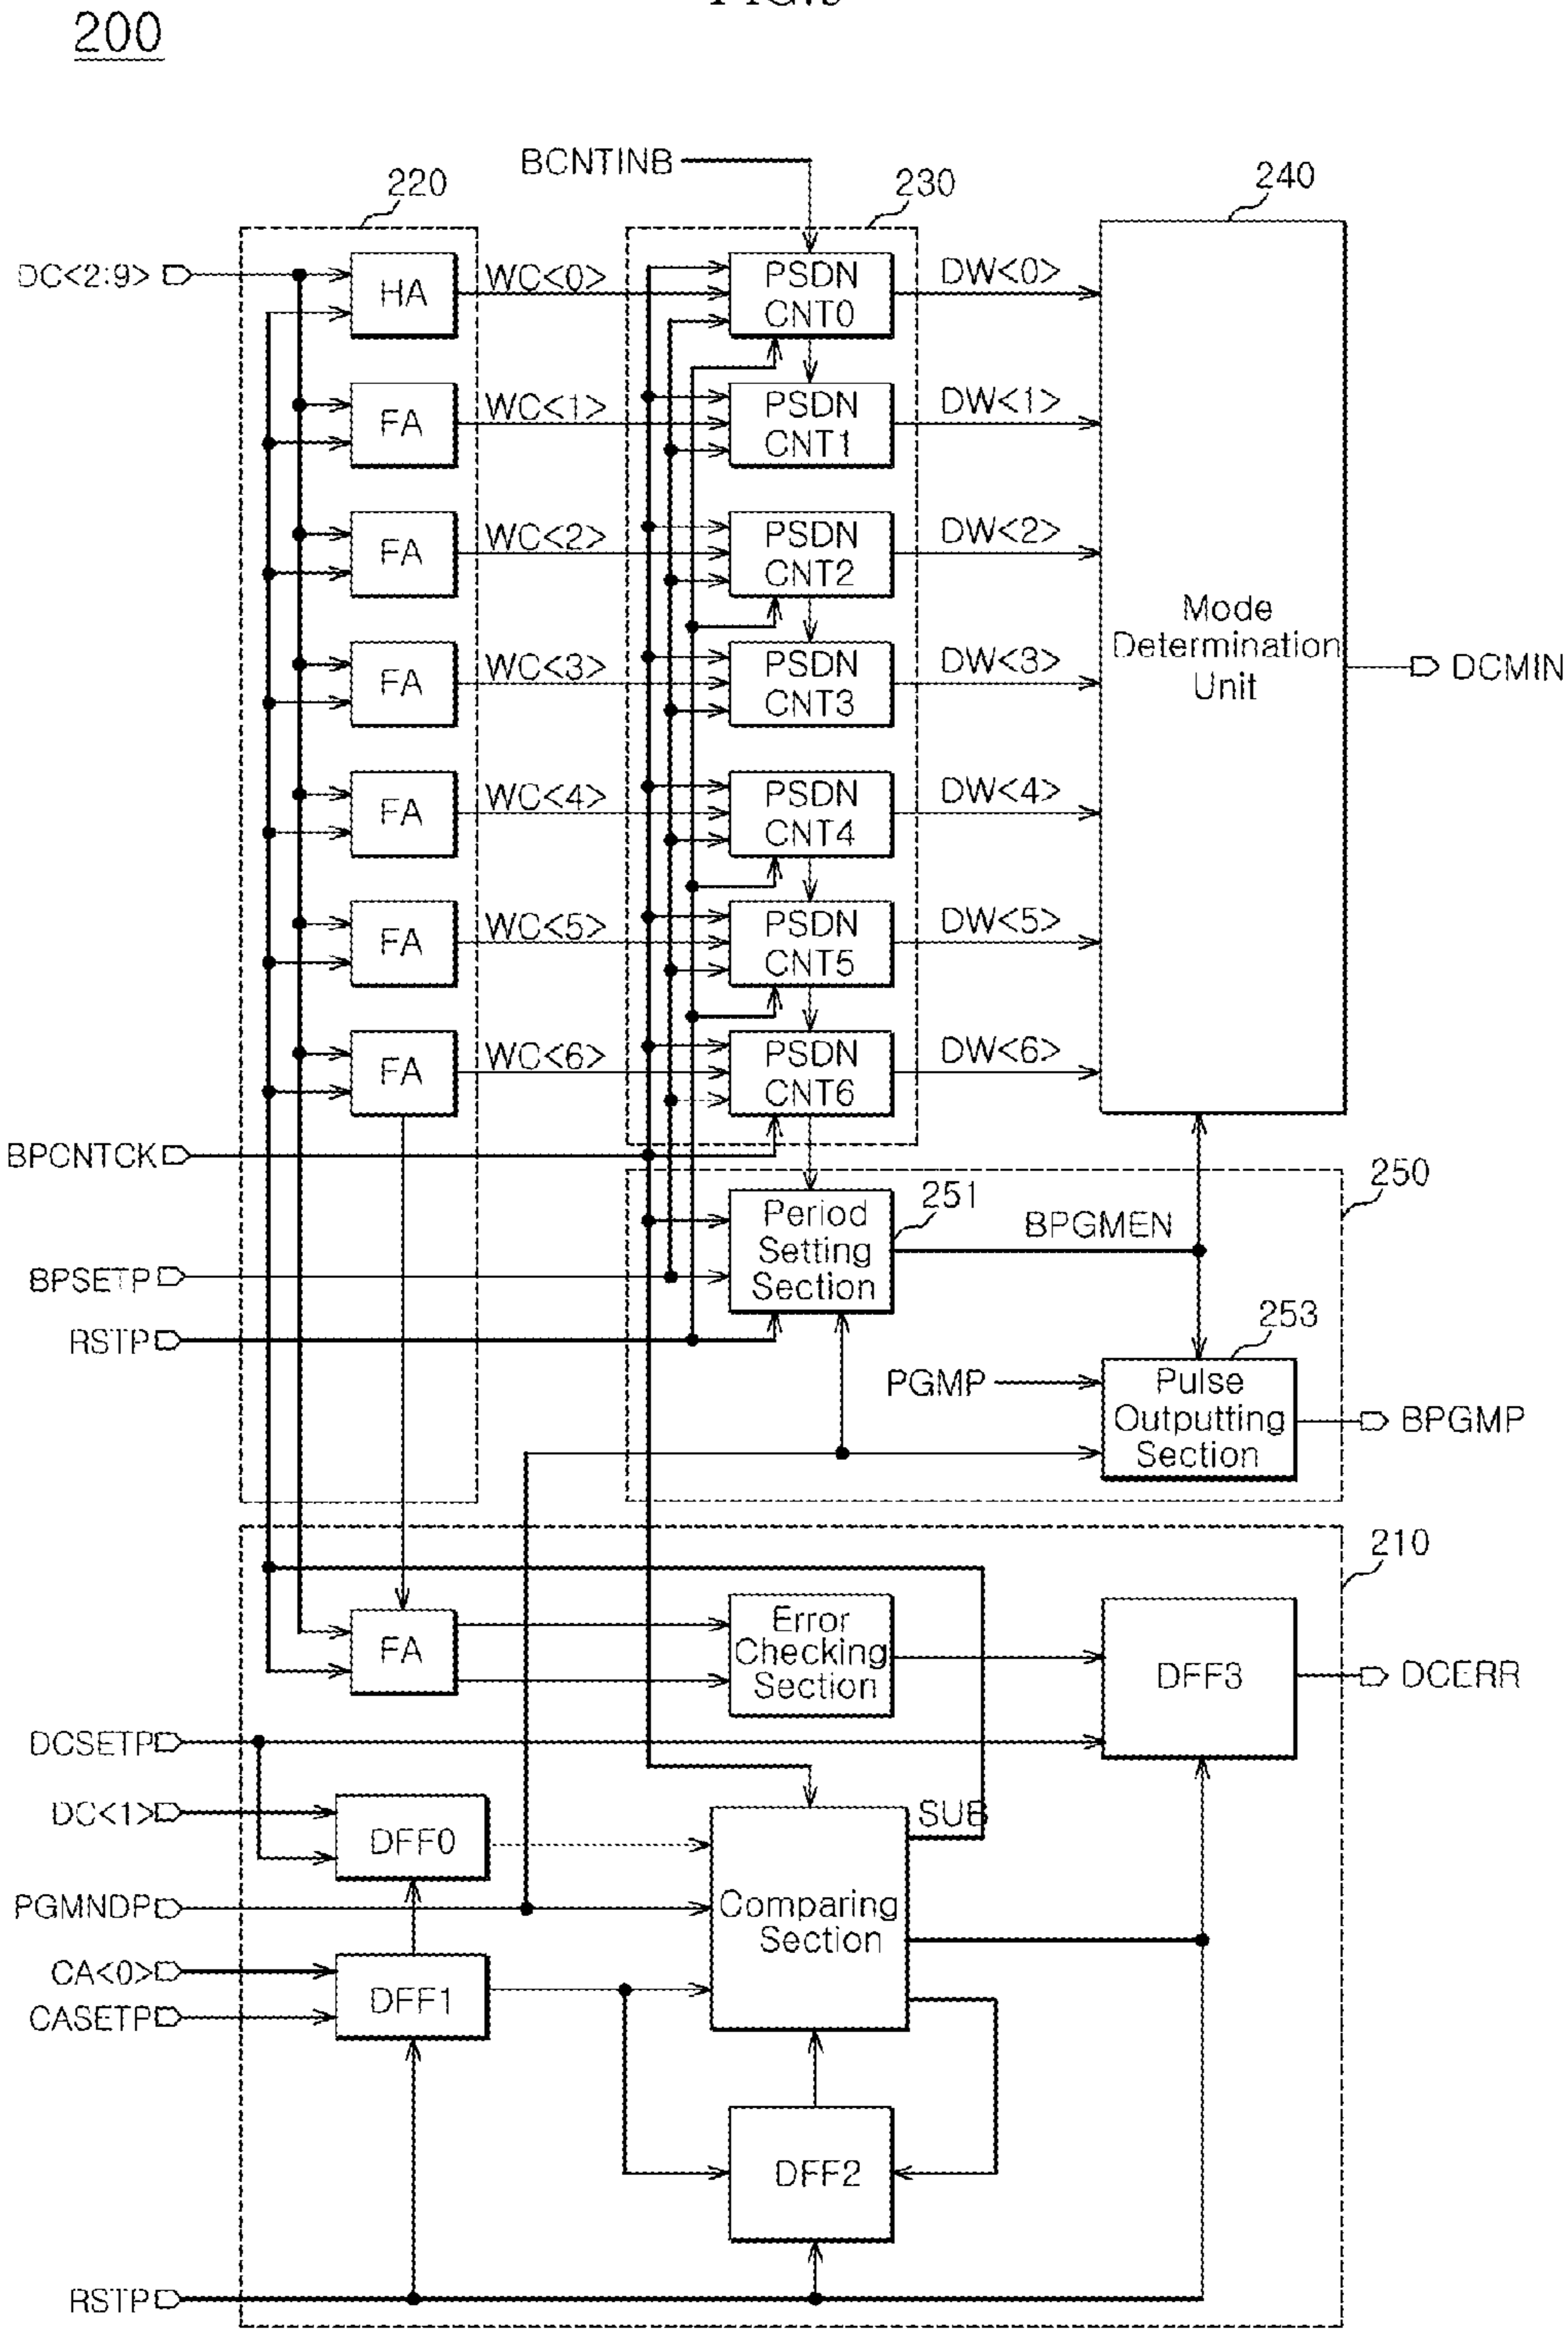 200
BCNTINB
220
230
240
DC<2:9>
HA
WC<0>
PSDN
CNT0
DW<0>
FA
WC<1>
PSDN
CNT1
DW<1>
FA
WC<2>
PSDN
CNT2
DW<2>
FA
WC<3>
PSDN
CNT3
DW<3>
Mode
Determination
Unit
DCMIN
FA
WC<4>
PSDN
CNT4
DW<4>
FA
WC<5>
PSDN
CNT5
DW<5>
FA
WC<6>
PSDN
CNT6
DW<6>
BPCNTCK
250
251
Period
Setting
Section
BPGMEN
BPSETP
RSTP
253
PGMP
Pulse
Outputting
Section
BPGMP
210
FA
Error
Checking
Section
DFF3
DCERR
DCSETP
DC<1>
DFF0
SUB
PGMNDP
Comparing
Section
CA<0>
CASETP
DFF1
DFF2
RSTP